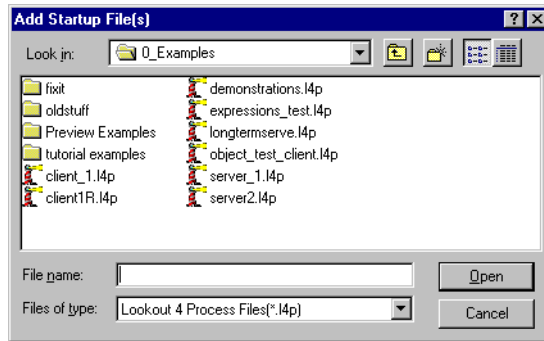 Add Startup File(s)
Look in: 0_Examples
fixit
oldstuff
Preview Examples
tutorial examples
client_1.l4p
client1R.l4p
demonstrations.l4p
expressions_test.l4p
longtermserve.l4p
object_test_client.l4p
server_1.l4p
server2.l4p
File name:
Open
Files of type: Lookout 4 Process Files(*.l4p)
Cancel